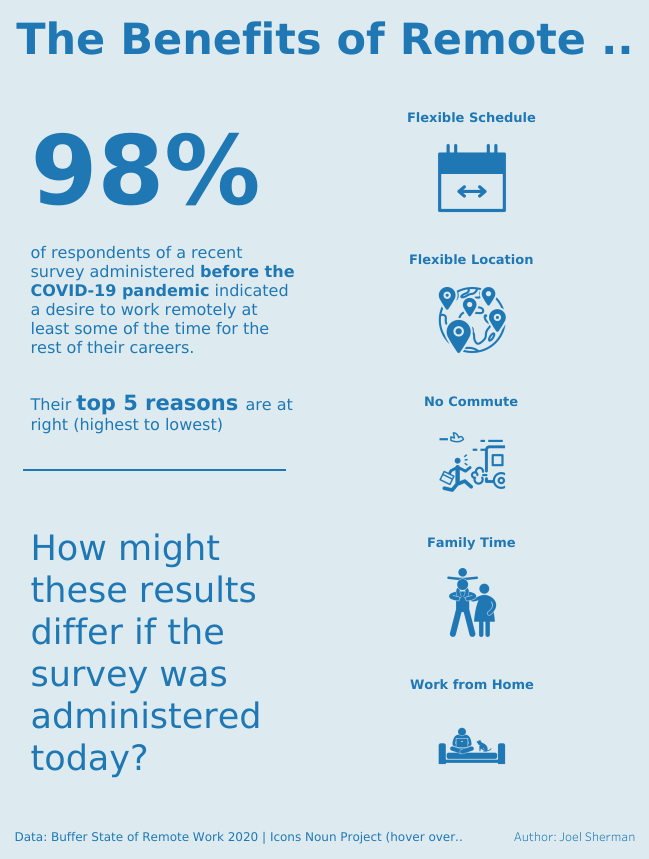 The Benefits of Remote ..
98%
of respondents of a recent
survey administered before the
COVID-19 pandemic indicated
a desire to work remotely at
least some of the time for the
rest of their careers.
Their top 5 reasons are at
right (highest to lowest)
How might
these results
differ if the
survey was
administered
today?
Flexible Schedule
Flexible Location
No Commute
Family Time
Work from Home
Data: Buffer State of Remote Work 2020 | Icons Noun Project (hover over..
Author: Joel Sherman